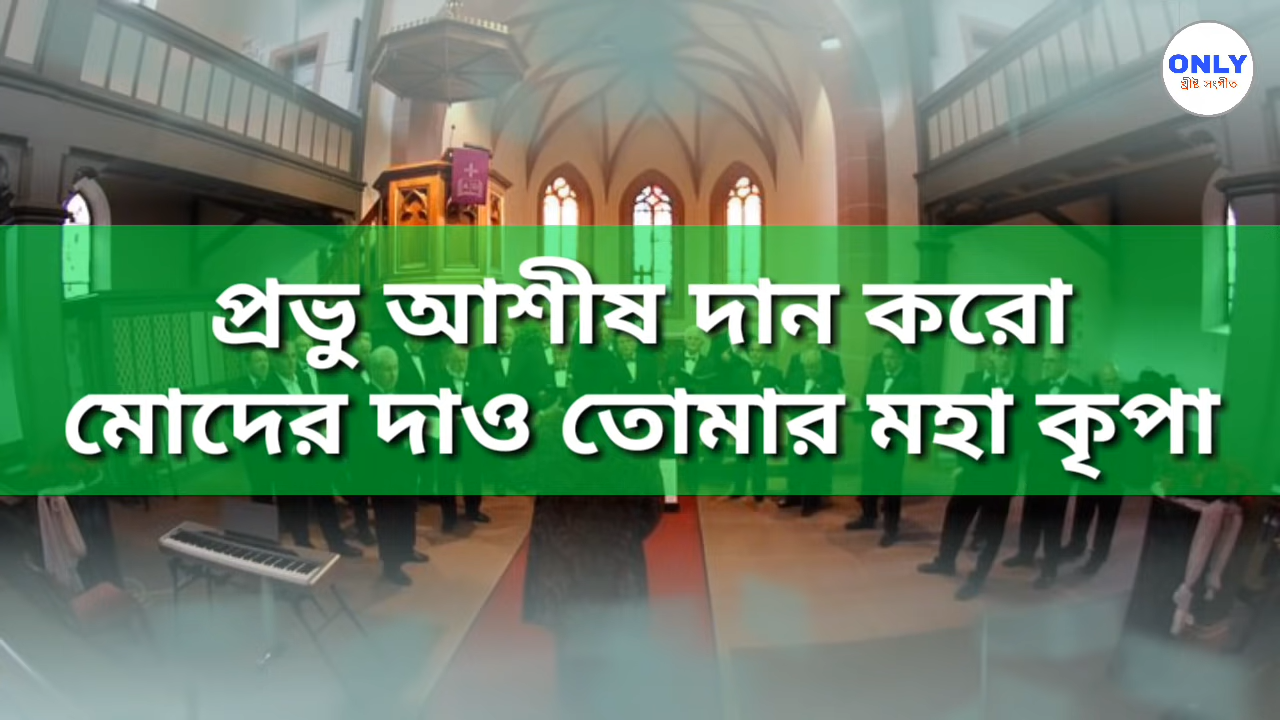 ONLY
খ্রীষ্ট সংগীত
প্রভু আশীষ দান করো
মোদের দাও তোমার মহা কৃপা